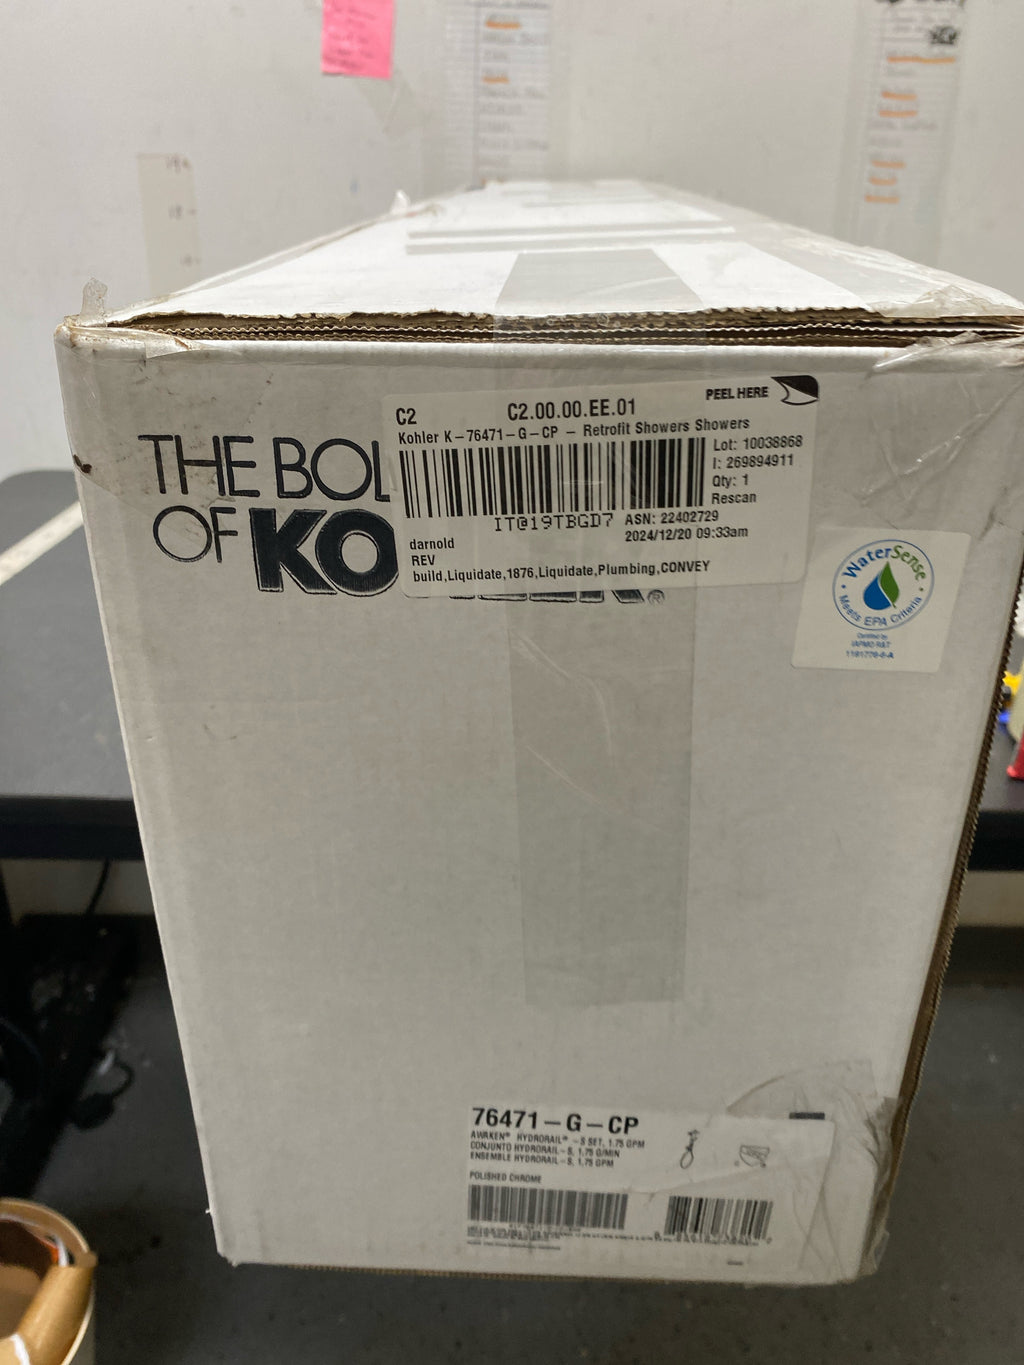 PEEL HERE
C2 C2.00.00.EE.01
Kohler K-76471-G-CP - Retrofit Showers Showers
Lot: 10038868
I: 269894911
Qty: 1
Rescan
IT@19TBGD7 ASN: 22402729
2024/12/20 09:33am
darnold
REV
build,Liquidate,1876,Liquidate,Plumbing,CONVEY
THE BOL
OF KO
®
WaterSense
Meets EPA Criteria
Certified by
IAPMO R&T
76471-G-CP
AWAKEN® HYDRORAIL®-S SET, 1.75 GPM
CONJUNTO HYDRORAIL-S, 1.75 G/MIN
ENSEMBLE HYDRORAIL-S, 1.75 GPM
POLISHED CHROME